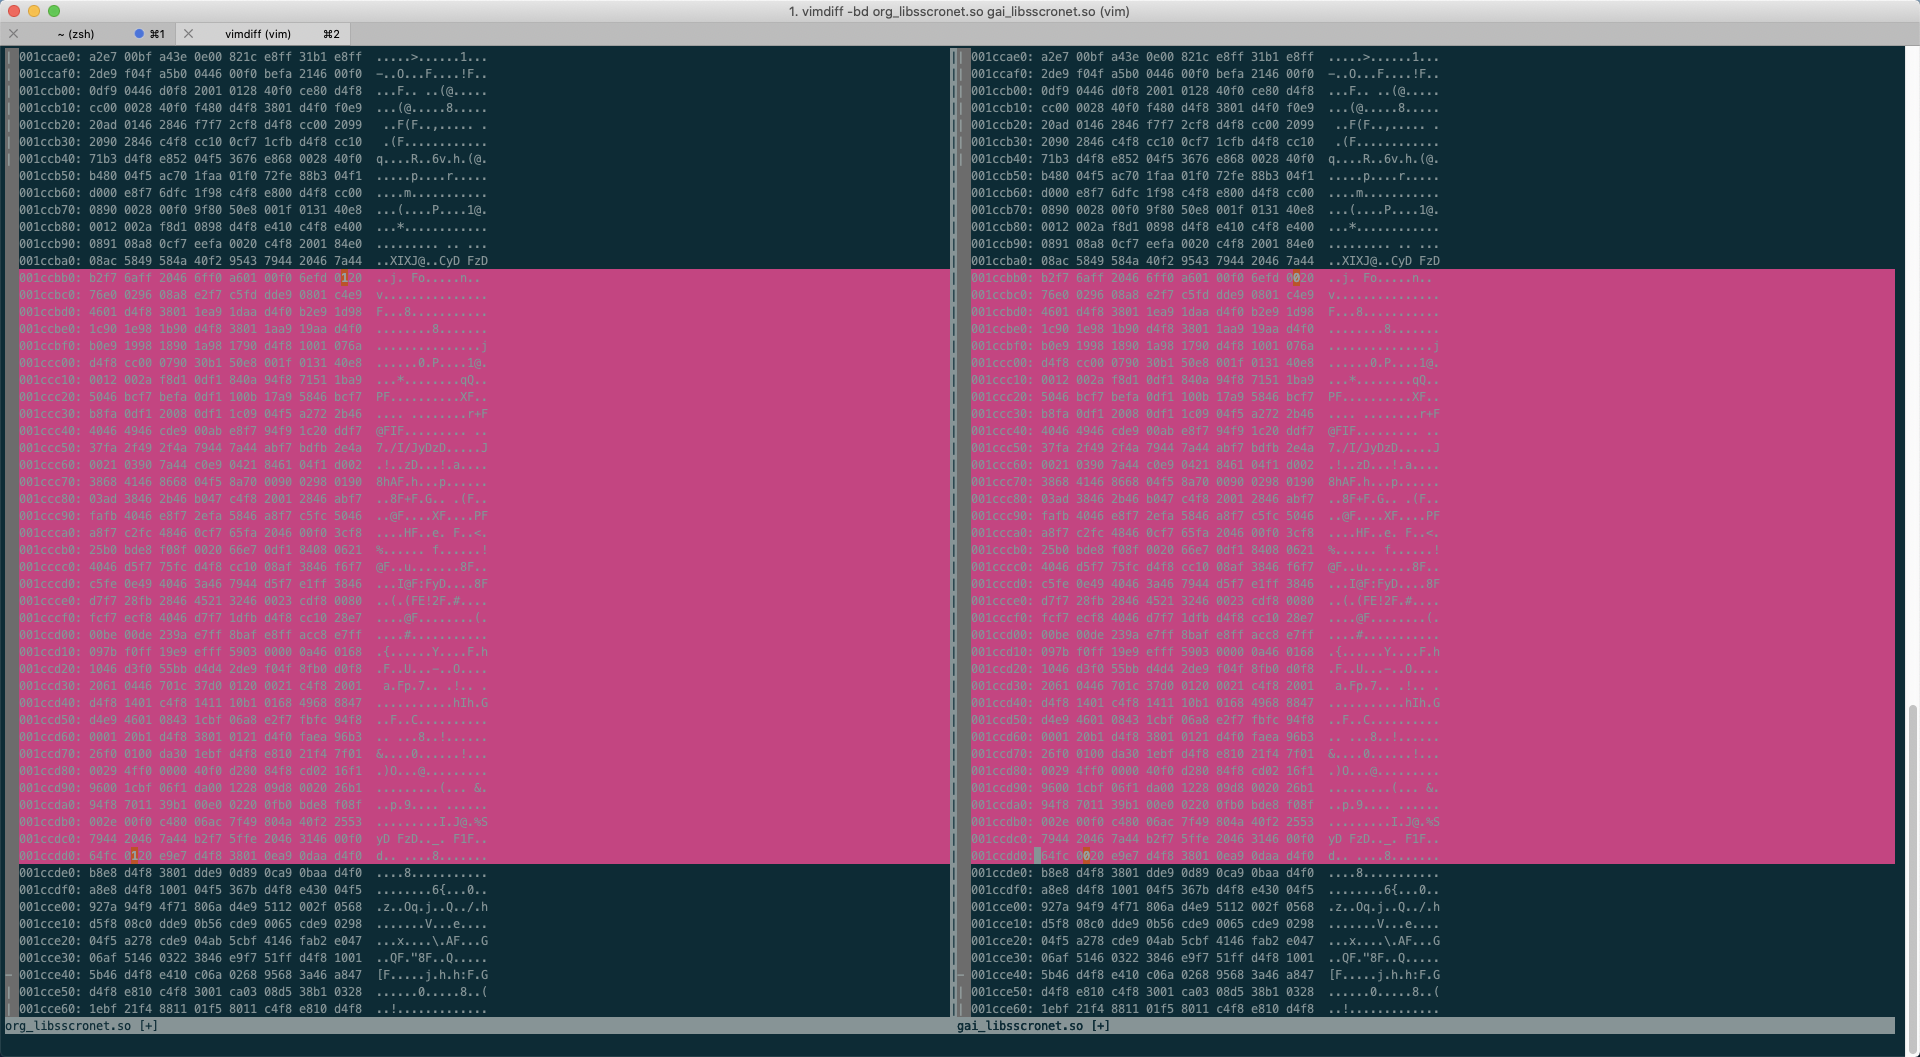 1. vimdiff -bd org_libsscronet.so gai_libsscronet.so (vim)
~ (zsh) ⌘1 vimdiff (vim) ⌘2
001ccae0: a2e7 00bf a43e 0e00 821c e8ff 31b1 e8ff .....>......1...
001ccaf0: 2de9 f04f a5b0 0446 00f0 befa 2146 00f0 -..O...F....!F..
001ccb00: 0df9 0446 d0f8 2001 0128 40f0 ce80 d4f8 ...F.. ..(@.....
001ccb10: cc00 0028 40f0 f480 d4f8 3801 d4f0 f0e9 ...(@.....8.....
001ccb20: 20ad 0146 2846 f7f7 2cf8 d4f8 cc00 2099 ..F(F..,..... .
001ccb30: 2090 2846 c4f8 cc10 0cf7 1cfb d4f8 cc10 .(F............
001ccb40: 71b3 d4f8 e852 04f5 3676 e868 0028 40f0 q....R..6v.h.(@.
001ccb50: b480 04f5 ac70 1faa 01f0 72fe 88b3 04f1 .....p....r.....
001ccb60: d000 e8f7 6dfc 1f98 c4f8 e800 d4f8 cc00 ....m...........
001ccb70: 0890 0028 00f0 9f80 50e8 001f 0131 40e8 ...(....P....1@.
001ccb80: 0012 002a f8d1 0898 d4f8 e410 c4f8 e400 ...*............
001ccb90: 0891 08a8 0cf7 eefa 0020 c4f8 2001 84e0 ......... .. ...
001ccba0: 08ac 5849 584a 40f2 9543 7944 2046 7a44 ..XIXJ@..CyD FzD
001ccbb0: b2f7 6aff 2046 6ff0 a601 00f0 6efd 0120 ..j. Fo.....n..
001ccbc0: 76e0 0296 08a8 e2f7 c5fd dde9 0801 c4e9 v...............
001ccbd0: 4601 d4f8 3801 1ea9 1daa d4f0 b2e9 1d98 F...8...........
001ccbe0: 1c90 1e98 1b90 d4f8 3801 1aa9 19aa d4f0 ........8.......
001ccbf0: b0e9 1998 1890 1a98 1790 d4f8 1001 076a ...............j
001ccc00: d4f8 cc00 0790 30b1 50e8 001f 0131 40e8 ......0.P....1@.
001ccc10: 0012 002a f8d1 0df1 840a 94f8 7151 1ba9 ...*........qQ..
001ccc20: 5046 bcf7 befa 0df1 100b 17a9 5846 bcf7 PF..........XF..
001ccc30: b8fa 0df1 2008 0df1 1c09 04f5 a272 2b46 .... ........r+F
001ccc40: 4046 4946 cde9 00ab e8f7 94f9 1c20 ddf7 @FIF......... ..
001ccc50: 37fa 2f49 2f4a 7944 7a44 abf7 bdfb 2e4a 7./I/JyDzD.....J
001ccc60: 0021 0390 7a44 c0e9 0421 8461 04f1 d002 .!..zD...!.a....
001ccc70: 3868 4146 8668 04f5 8a70 0090 0298 0190 8hAF.h...p......
001ccc80: 03ad 3846 2b46 b047 c4f8 2001 2846 abf7 ..8F+F.G.. .(F..
001ccc90: fafb 4046 e8f7 2efa 5846 a8f7 c5fc 5046 ..@F....XF....PF
001ccca0: a8f7 c2fc 4846 0cf7 65fa 2046 00f0 3cf8 ....HF..e. F..<.
001cccb0: 25b0 bde8 f08f 0020 66e7 0df1 8408 0621 %...... f......!
001cccc0: 4046 d5f7 75fc d4f8 cc10 08af 3846 f6f7 @F..u.......8F..
001cccd0: c5fe 0e49 4046 3a46 7944 d5f7 e1ff 3846 ...I@F:FyD....8F
001ccce0: d7f7 28fb 2846 4521 3246 0023 cdf8 0080 ..(.(FE!2F.#....
001cccf0: fcf7 ecf8 4046 d7f7 1dfb d4f8 cc10 28e7 ....@F........(.
001ccd00: 00be 00de 239a e7ff 8baf e8ff acc8 e7ff ....#...........
001ccd10: 097b f0ff 19e9 efff 5903 0000 0a46 0168 .{......Y....F.h
001ccd20: 1046 d3f0 55bb d4d4 2de9 f04f 8fb0 d0f8 .F..U...-..O....
001ccd30: 2061 0446 701c 37d0 0120 0021 c4f8 2001 a.Fp.7.. .!.. .
001ccd40: d4f8 1401 c4f8 1411 10b1 0168 4968 8847 ...........hIh.G
001ccd50: d4e9 4601 0843 1cbf 06a8 e2f7 fbfc 94f8 ..F..C..........
001ccd60: 0001 20b1 d4f8 3801 0121 d4f0 faea 96b3 .. ...8..!......
001ccd70: 26f0 0100 da30 1ebf d4f8 e810 21f4 7f01 &....0......!...
001ccd80: 0029 4ff0 0000 40f0 d280 84f8 cd02 16f1 .)O...@.........
001ccd90: 9600 1cbf 06f1 da00 1228 09d8 0020 26b1 .........(... &.
001ccda0: 94f8 7011 39b1 00e0 0220 0fb0 bde8 f08f ..p.9.... ......
001ccdb0: 002e 00f0 c480 06ac 7f49 804a 40f2 2553 .........I.J@.%S
001ccdc0: 7944 2046 7a44 b2f7 5ffe 2046 3146 00f0 yD FzD.._. F1F..
001ccdd0: 64fc 0120 e9e7 d4f8 3801 0ea9 0daa d4f0 d.. ....8.......
001ccde0: b8e8 d4f8 3801 dde9 0d89 0ca9 0baa d4f0 ....8...........
001ccdf0: a8e8 d4f8 1001 04f5 367b d4f8 e430 04f5 ........6{...0..
001cce00: 927a 94f9 4f71 806a d4e9 5112 002f 0568 .z..Oq.j..Q../.h
001cce10: d5f8 08c0 dde9 0b56 cde9 0065 cde9 0298 .......V...e....
001cce20: 04f5 a278 cde9 04ab 5cbf 4146 fab2 e047 ...x....\.AF...G
001cce30: 06af 5146 0322 3846 e9f7 51ff d4f8 1001 ..QF."8F..Q.....
001cce40: 5b46 d4f8 e410 c06a 0268 9568 3a46 a847 [F.....j.h.h:F.G
001cce50: d4f8 e810 c4f8 3001 ca03 08d5 38b1 0328 ......0.....8..(
001cce60: 1ebf 21f4 8811 01f5 8011 c4f8 e810 d4f8 ..!.............
org_libsscronet.so [+]
001ccae0: a2e7 00bf a43e 0e00 821c e8ff 31b1 e8ff .....>......1...
001ccaf0: 2de9 f04f a5b0 0446 00f0 befa 2146 00f0 -..O...F....!F..
001ccb00: 0df9 0446 d0f8 2001 0128 40f0 ce80 d4f8 ...F.. ..(@.....
001ccb10: cc00 0028 40f0 f480 d4f8 3801 d4f0 f0e9 ...(@.....8.....
001ccb20: 20ad 0146 2846 f7f7 2cf8 d4f8 cc00 2099 ..F(F..,..... .
001ccb30: 2090 2846 c4f8 cc10 0cf7 1cfb d4f8 cc10 .(F............
001ccb40: 71b3 d4f8 e852 04f5 3676 e868 0028 40f0 q....R..6v.h.(@.
001ccb50: b480 04f5 ac70 1faa 01f0 72fe 88b3 04f1 .....p....r.....
001ccb60: d000 e8f7 6dfc 1f98 c4f8 e800 d4f8 cc00 ....m...........
001ccb70: 0890 0028 00f0 9f80 50e8 001f 0131 40e8 ...(....P....1@.
001ccb80: 0012 002a f8d1 0898 d4f8 e410 c4f8 e400 ...*............
001ccb90: 0891 08a8 0cf7 eefa 0020 c4f8 2001 84e0 ......... .. ...
001ccba0: 08ac 5849 584a 40f2 9543 7944 2046 7a44 ..XIXJ@..CyD FzD
001ccbb0: b2f7 6aff 2046 6ff0 a601 00f0 6efd 0020 ..j. Fo.....n..
001ccbc0: 76e0 0296 08a8 e2f7 c5fd dde9 0801 c4e9 v...............
001ccbd0: 4601 d4f8 3801 1ea9 1daa d4f0 b2e9 1d98 F...8...........
001ccbe0: 1c90 1e98 1b90 d4f8 3801 1aa9 19aa d4f0 ........8.......
001ccbf0: b0e9 1998 1890 1a98 1790 d4f8 1001 076a ...............j
001ccc00: d4f8 cc00 0790 30b1 50e8 001f 0131 40e8 ......0.P....1@.
001ccc10: 0012 002a f8d1 0df1 840a 94f8 7151 1ba9 ...*........qQ..
001ccc20: 5046 bcf7 befa 0df1 100b 17a9 5846 bcf7 PF..........XF..
001ccc30: b8fa 0df1 2008 0df1 1c09 04f5 a272 2b46 .... ........r+F
001ccc40: 4046 4946 cde9 00ab e8f7 94f9 1c20 ddf7 @FIF......... ..
001ccc50: 37fa 2f49 2f4a 7944 7a44 abf7 bdfb 2e4a 7./I/JyDzD.....J
001ccc60: 0021 0390 7a44 c0e9 0421 8461 04f1 d002 .!..zD...!.a....
001ccc70: 3868 4146 8668 04f5 8a70 0090 0298 0190 8hAF.h...p......
001ccc80: 03ad 3846 2b46 b047 c4f8 2001 2846 abf7 ..8F+F.G.. .(F..
001ccc90: fafb 4046 e8f7 2efa 5846 a8f7 c5fc 5046 ..@F....XF....PF
001ccca0: a8f7 c2fc 4846 0cf7 65fa 2046 00f0 3cf8 ....HF..e. F..<.
001cccb0: 25b0 bde8 f08f 0020 66e7 0df1 8408 0621 %...... f......!
001cccc0: 4046 d5f7 75fc d4f8 cc10 08af 3846 f6f7 @F..u.......8F..
001cccd0: c5fe 0e49 4046 3a46 7944 d5f7 e1ff 3846 ...I@F:FyD....8F
001ccce0: d7f7 28fb 2846 4521 3246 0023 cdf8 0080 ..(.(FE!2F.#....
001cccf0: fcf7 ecf8 4046 d7f7 1dfb d4f8 cc10 28e7 ....@F........(.
001ccd00: 00be 00de 239a e7ff 8baf e8ff acc8 e7ff ....#...........
001ccd10: 097b f0ff 19e9 efff 5903 0000 0a46 0168 .{......Y....F.h
001ccd20: 1046 d3f0 55bb d4d4 2de9 f04f 8fb0 d0f8 .F..U...-..O....
001ccd30: 2061 0446 701c 37d0 0120 0021 c4f8 2001 a.Fp.7.. .!.. .
001ccd40: d4f8 1401 c4f8 1411 10b1 0168 4968 8847 ...........hIh.G
001ccd50: d4e9 4601 0843 1cbf 06a8 e2f7 fbfc 94f8 ..F..C..........
001ccd60: 0001 20b1 d4f8 3801 0121 d4f0 faea 96b3 .. ...8..!......
001ccd70: 26f0 0100 da30 1ebf d4f8 e810 21f4 7f01 &....0......!...
001ccd80: 0029 4ff0 0000 40f0 d280 84f8 cd02 16f1 .)O...@.........
001ccd90: 9600 1cbf 06f1 da00 1228 09d8 0020 26b1 .........(... &.
001ccda0: 94f8 7011 39b1 00e0 0220 0fb0 bde8 f08f ..p.9.... ......
001ccdb0: 002e 00f0 c480 06ac 7f49 804a 40f2 2553 .........I.J@.%S
001ccdc0: 7944 2046 7a44 b2f7 5ffe 2046 3146 00f0 yD FzD.._. F1F..
001ccdd0: 64fc 0020 e9e7 d4f8 3801 0ea9 0daa d4f0 d.. ....8.......
001ccde0: b8e8 d4f8 3801 dde9 0d89 0ca9 0baa d4f0 ....8...........
001ccdf0: a8e8 d4f8 1001 04f5 367b d4f8 e430 04f5 ........6{...0..
001cce00: 927a 94f9 4f71 806a d4e9 5112 002f 0568 .z..Oq.j..Q../.h
001cce10: d5f8 08c0 dde9 0b56 cde9 0065 cde9 0298 .......V...e....
001cce20: 04f5 a278 cde9 04ab 5cbf 4146 fab2 e047 ...x....\.AF...G
001cce30: 06af 5146 0322 3846 e9f7 51ff d4f8 1001 ..QF."8F..Q.....
001cce40: 5b46 d4f8 e410 c06a 0268 9568 3a46 a847 [F.....j.h.h:F.G
001cce50: d4f8 e810 c4f8 3001 ca03 08d5 38b1 0328 ......0.....8..(
001cce60: 1ebf 21f4 8811 01f5 8011 c4f8 e810 d4f8 ..!.............
gai_libsscronet.so [+]